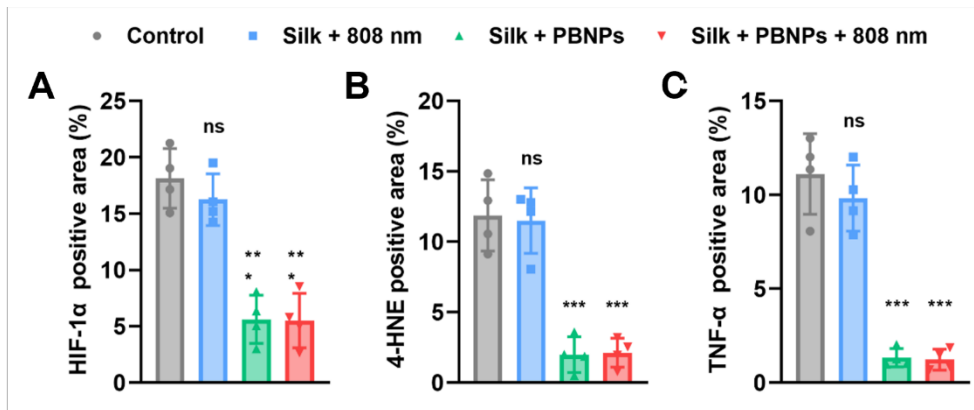 Control Silk + 808 nm Silk + PBNPs Silk + PBNPs + 808 nm
A
HIF-1α positive area (%)
25
20
15
10
5
0
ns
**
*
**
*
B
4-HNE positive area (%)
20
15
10
5
0
ns
***
***
C
TNF-α positive area (%)
15
10
5
0
ns
***
***